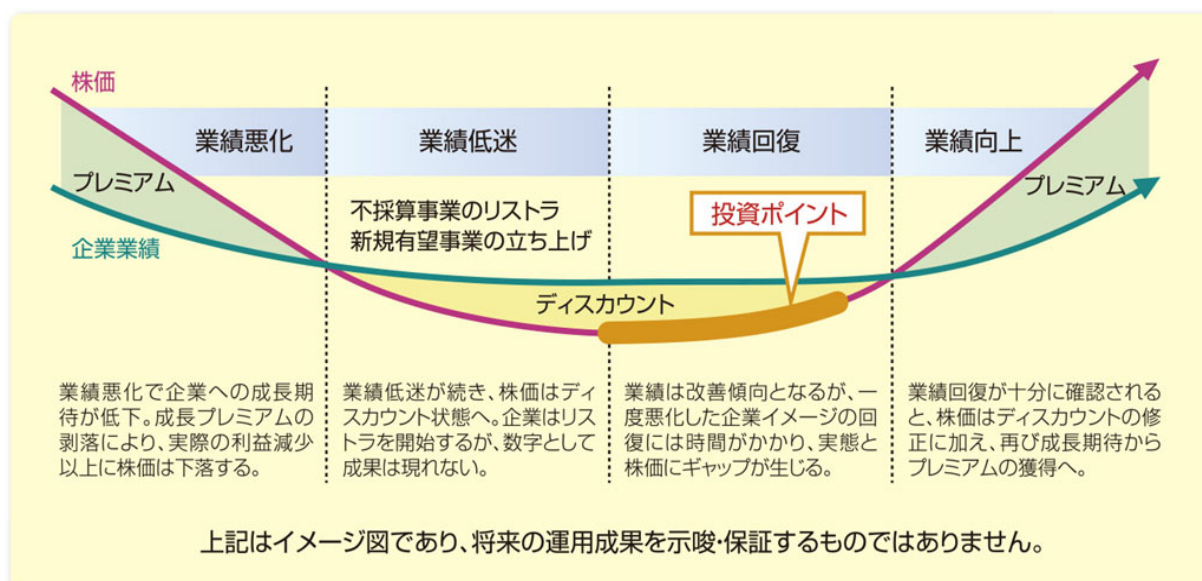 株価
業績悪化
業績低迷
業績回復
業績向上
プレミアム
プレミアム
企業業績
不採算事業のリストラ
新規有望事業の立ち上げ
投資ポイント
ディスカウント
業績悪化で企業への成長期
待が低下。成長プレミアムの
剥落により、実際の利益減少
以上に株価は下落する。
業績低迷が続き、株価はディ
スカウント状態へ。企業はリス
トラを開始するが、数字として
成果は現れない。
業績は改善傾向となるが、一
度悪化した企業イメージの回
復には時間がかかり、実態と
株価にギャップが生じる。
業績回復が十分に確認される
と、株価はディスカウントの修
正に加え、再び成長期待から
プレミアムの獲得へ。
上記はイメージ図であり、将来の運用成果を示唆・保証するものではありません。